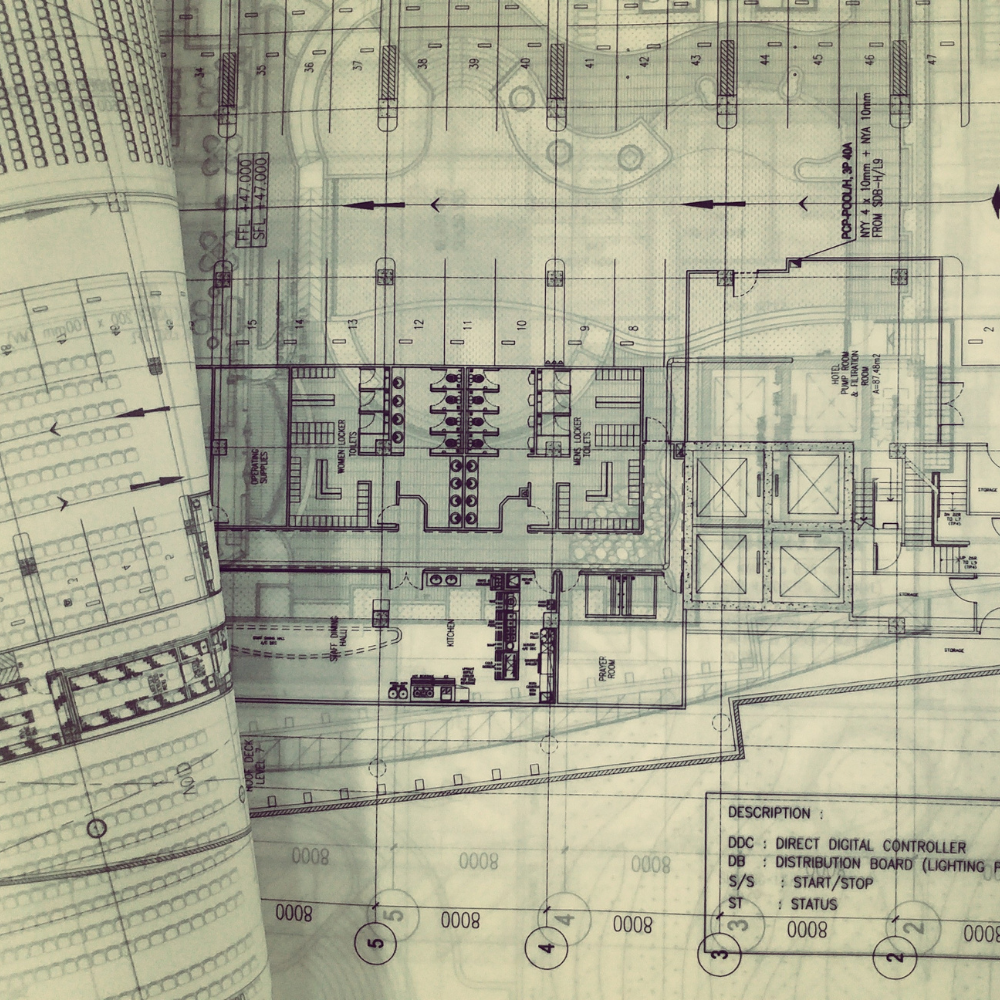 34
35
36
37
38
39
40
41
42
43
44
45
46
47
FFL +47.000
SFL +47.000
PCP-POOL/H, 3P 40A
NYY 4 x 10mm + NYA 10mm
FROM SDB-H/L9
15
14
13
12
11
10
9
8
2
HOTEL
PUMP ROOM
& FILTRATION
ROOM
A=87,48m2
OPERATING
SUPPLIES
WOMEN LOCKER
TOILETS
MENS LOCKER
TOILETS
STORAGE
STORAGE
STORAGE
STAFF DINING
HALL
KITCHEN
PRAYER
ROOM
LEVEL 7
DESCRIPTION :
DDC : DIRECT DIGITAL CONTROLLER
DB : DISTRIBUTION BOARD (LIGHTING
S/S : START/STOP
ST : STATUS
8000
8000
8000
8000
8000
8000
8000
5
4
3
2
5
4
3
2